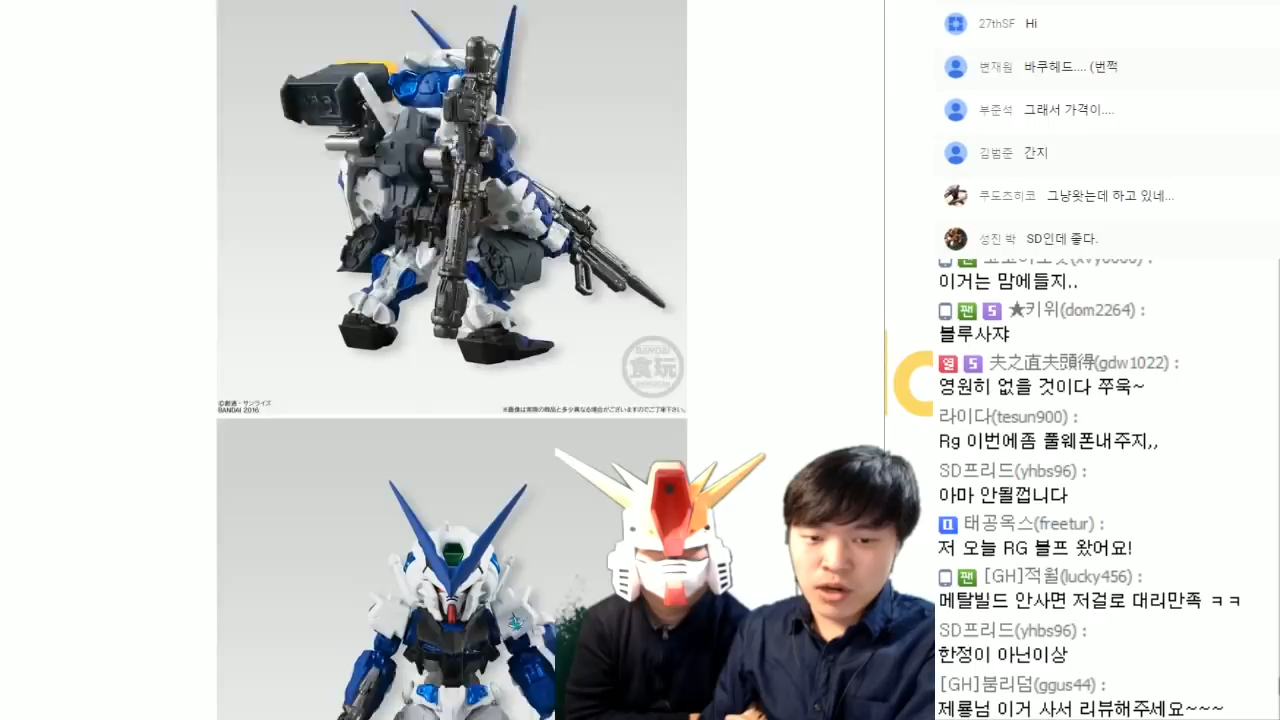 27thSF Hi
변재원 바쿠헤드.... (번쩍
부준석 그래서 가격이....
김범준 간지
쿠도츠히코 그냥왓는데 하고 있네...
성진 박 SD인데 좋다.
이거는 맘에들지..
★키위(dom2264) :
블루사쟈
夫之直夫頭得(gdw1022) :
영원히 없을 것이다 쭈욱~
라이다(tesun900) :
Rg 이번에좀 풀웨폰내주지,,
SD프리드(yhbs96) :
아마 안될껍니다
태공옥스(freetur) :
저 오늘 RG 블프 왔어요!
[GH]적월(lucky456) :
메탈빌드 안사면 저걸로 대리만족 ㅋㅋ
SD프리드(yhbs96) :
한정이 아닌이상
[GH]붐리덤(ggus44) :
제룡님 이거 사서 리뷰해주세요~~~
BANDAI
食玩
©創通・サンライズ
BANDAI 2016
※画像は実際の商品と多少異なる場合がございますのでご了承下さい。